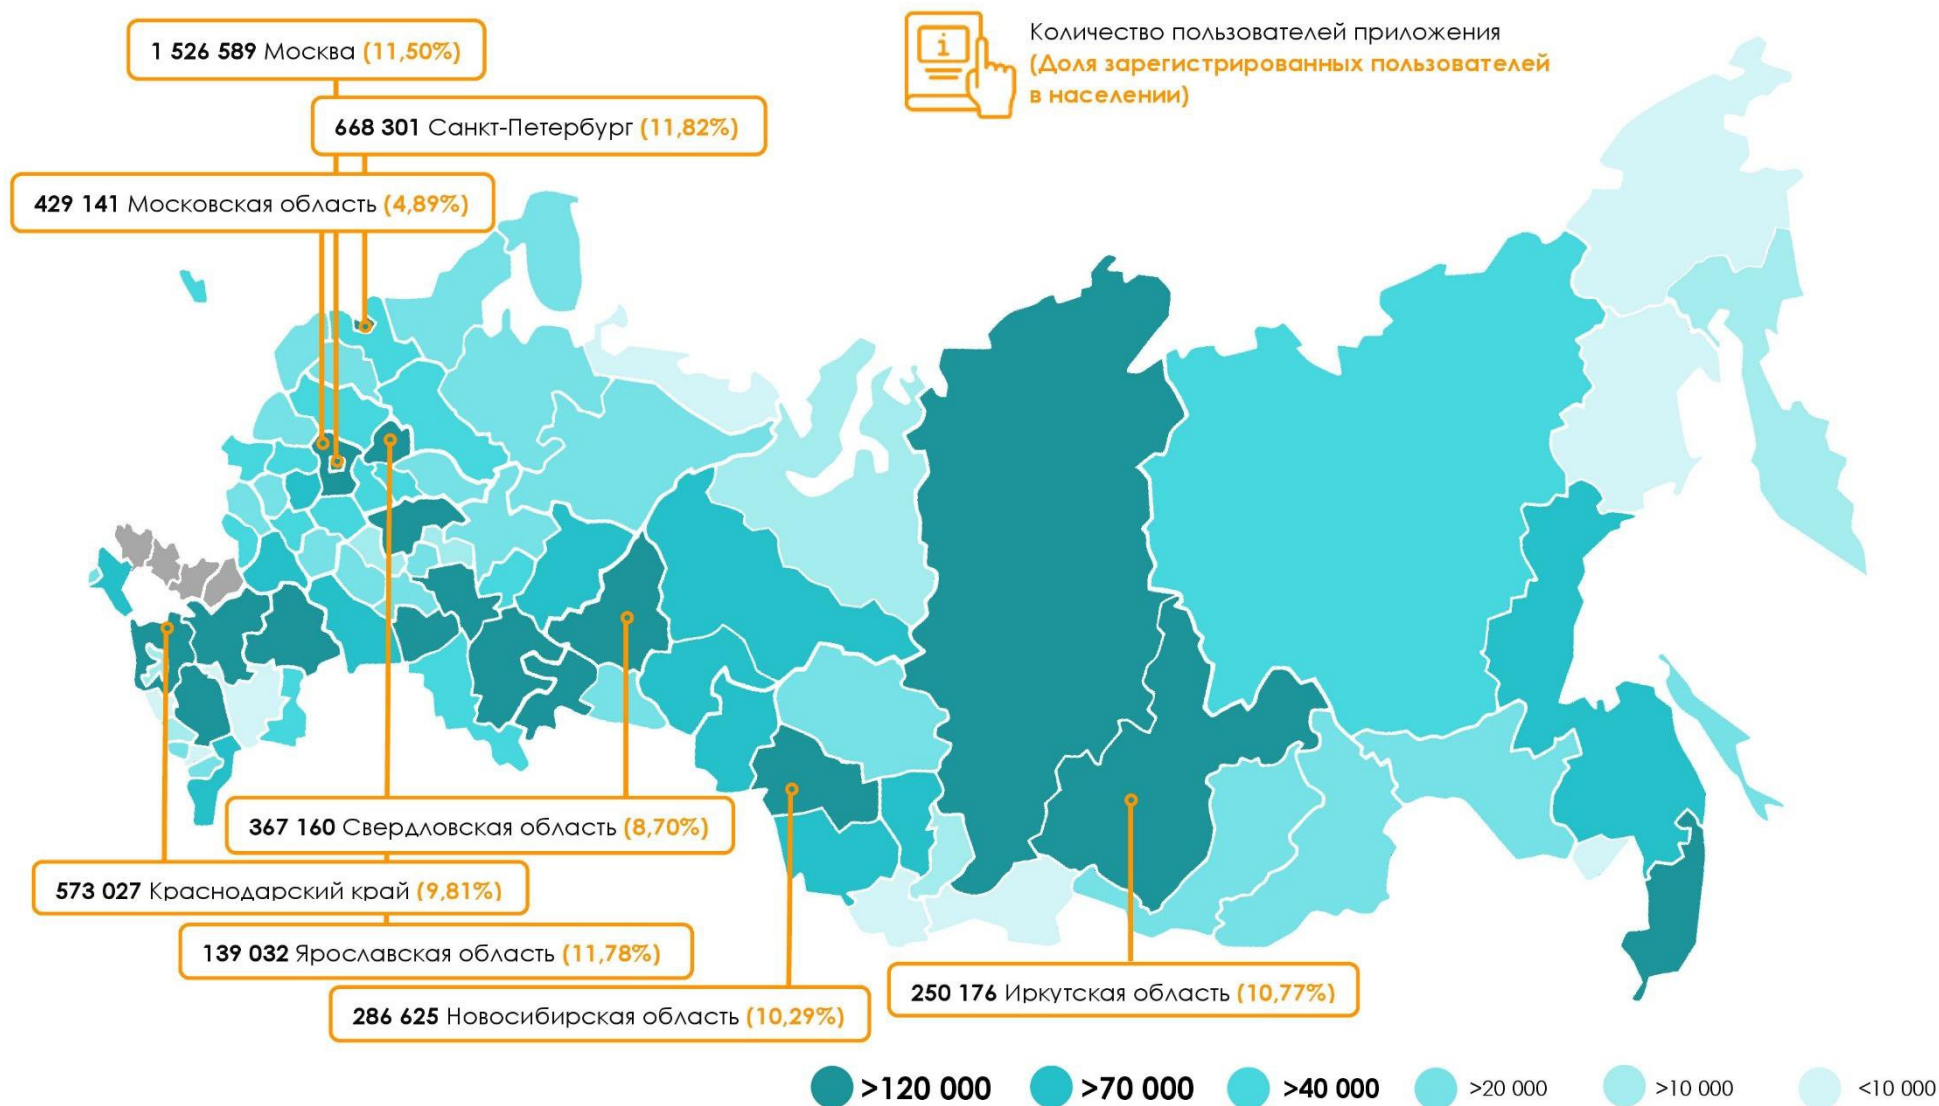 1 526 589 Москва (11,50%)
668 301 Санкт-Петербург (11,82%)
429 141 Московская область (4,89%)
Количество пользователей приложения
(Доля зарегистрированных пользователей
в населении)
367 160 Свердловская область (8,70%)
573 027 Краснодарский край (9,81%)
139 032 Ярославская область (11,78%)
286 625 Новосибирская область (10,29%)
250 176 Иркутская область (10,77%)
>120 000 >70 000 >40 000 >20 000 >10 000 <10 000